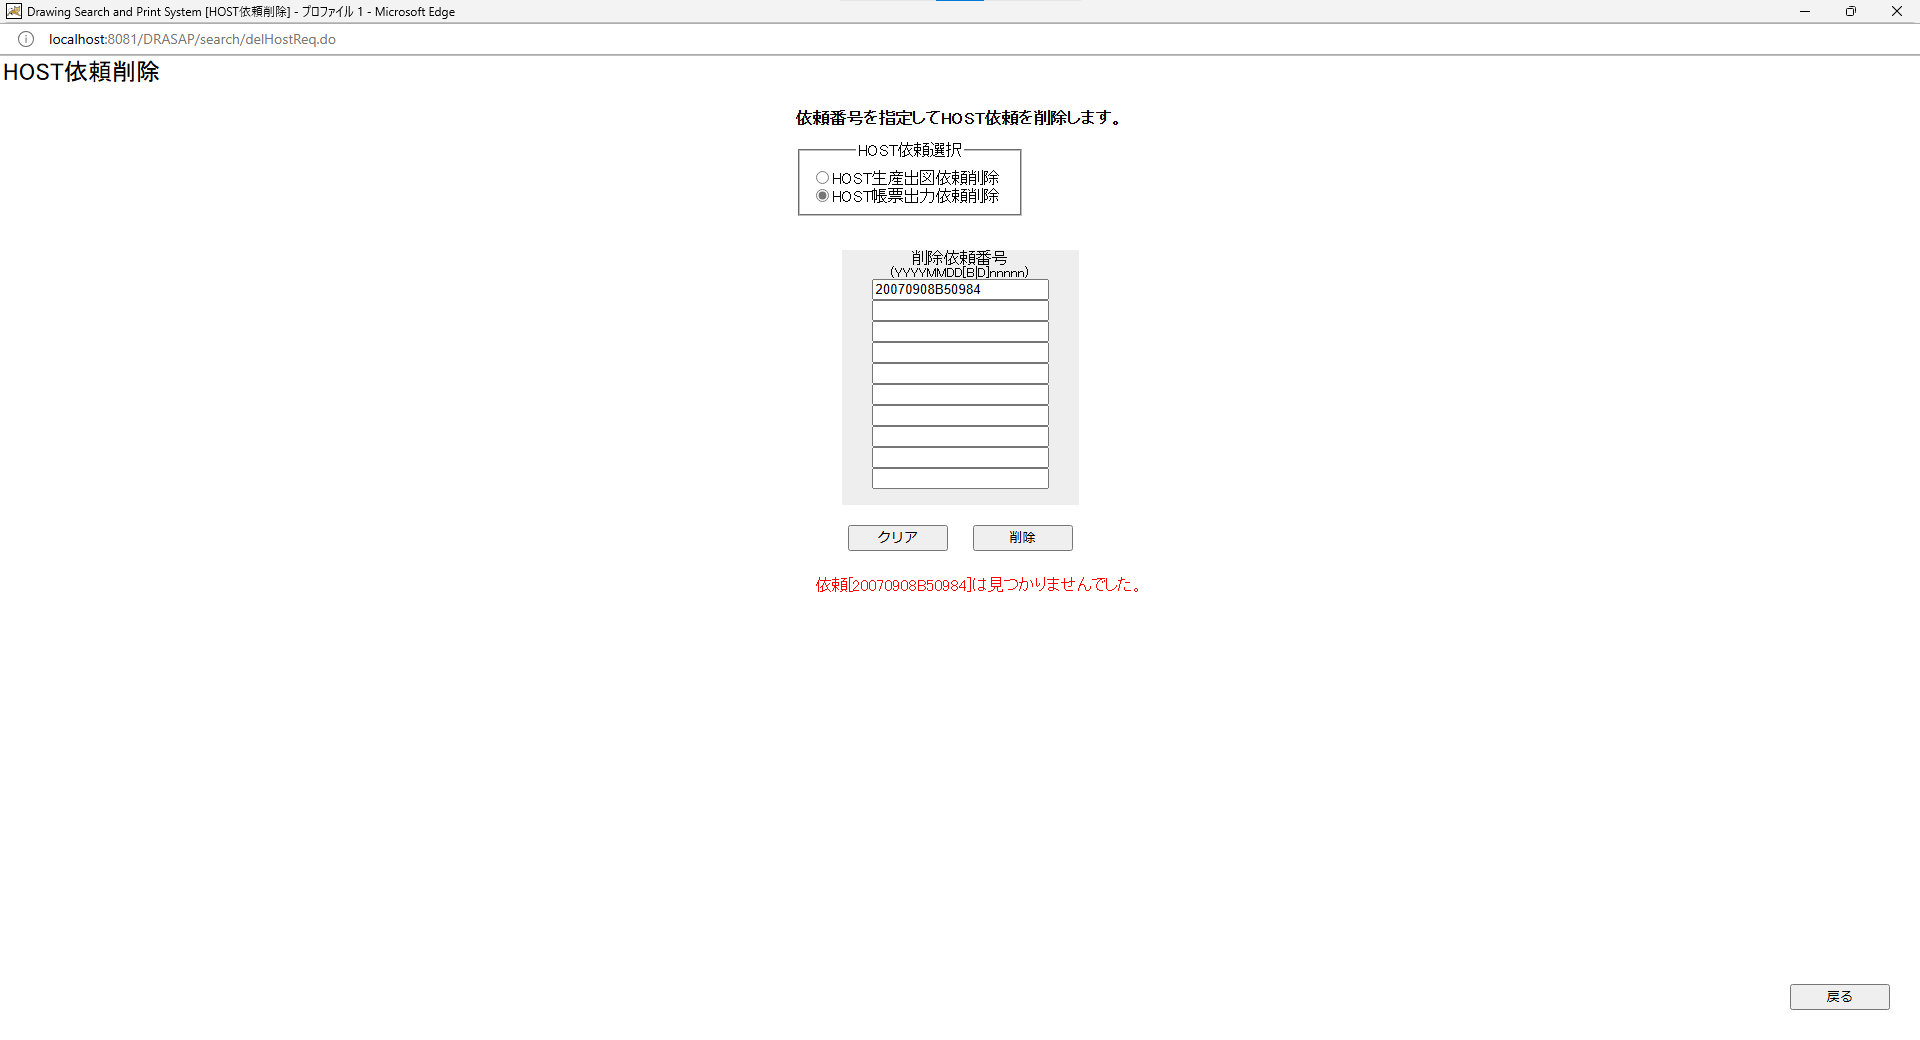 Drawing Search and Print System [HOST依頼削除] - プロファイル 1 - Microsoft Edge
localhost:8081/DRASAP/search/delHostReq.do
HOST依頼削除
依頼番号を指定してHOST依頼を削除します。
HOST依頼選択
HOST生産出図依頼削除
HOST帳票出力依頼削除
削除依頼番号
(YYYYMMDD[B|D]nnnnn)
20070908B50984
クリア 削除
依頼[20070908B50984]は見つかりませんでした。
戻る